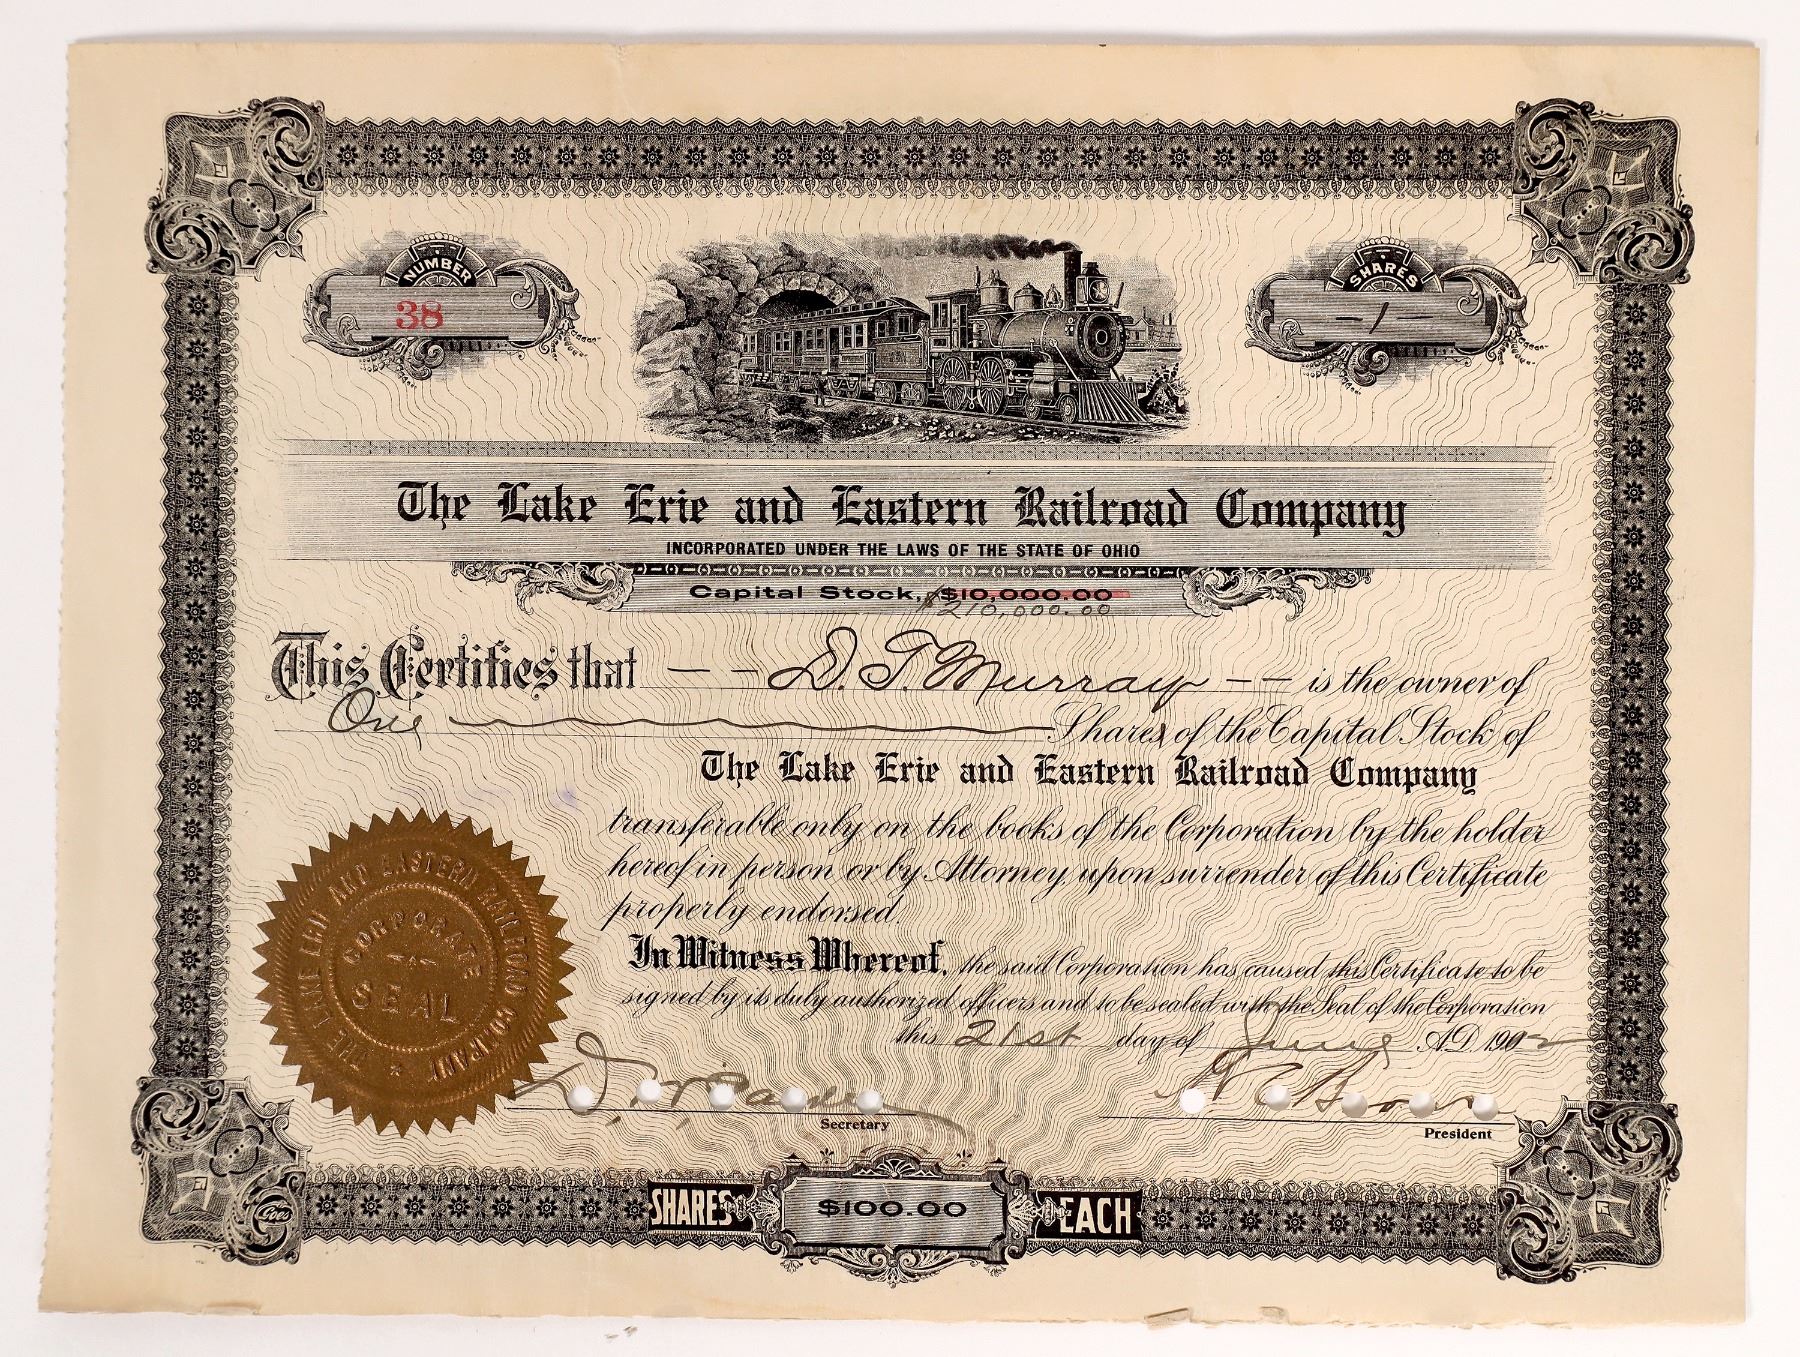 NUMBER
38
SHARES
-1-
The Lake Erie and Eastern Railroad Company
INCORPORATED UNDER THE LAWS OF THE STATE OF OHIO
Capital Stock, $10,000.00
$210,000.00
This Certifies that -- D. T. Murray -- is the owner of
One Shares of the Capital Stock of
The Lake Erie and Eastern Railroad Company
transferable only on the books of the Corporation by the holder
hereof in person or by Attorney, upon surrender of this Certificate
properly endorsed.
In Witness Whereof, the said Corporation has caused this Certificate to be
signed by its duly authorized officers and to be sealed with the Seal of the Corporation
this 21st day of June A.D. 1902
THE LAKE ERIE AND EASTERN RAILROAD COMPANY
CORPORATE
SEAL
Secretary
President
SHARES $100.00 EACH
Goes